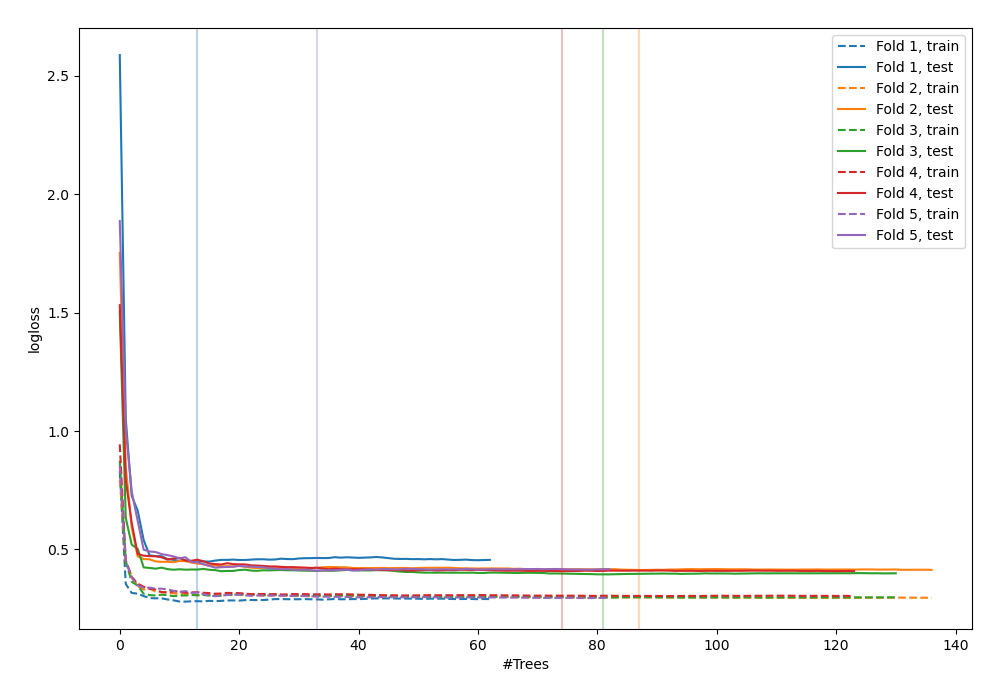 2.5
2.0
1.5
1.0
0.5
logloss
0
20
40
60
80
100
120
140
#Trees
Fold 1, train
Fold 1, test
Fold 2, train
Fold 2, test
Fold 3, train
Fold 3, test
Fold 4, train
Fold 4, test
Fold 5, train
Fold 5, test